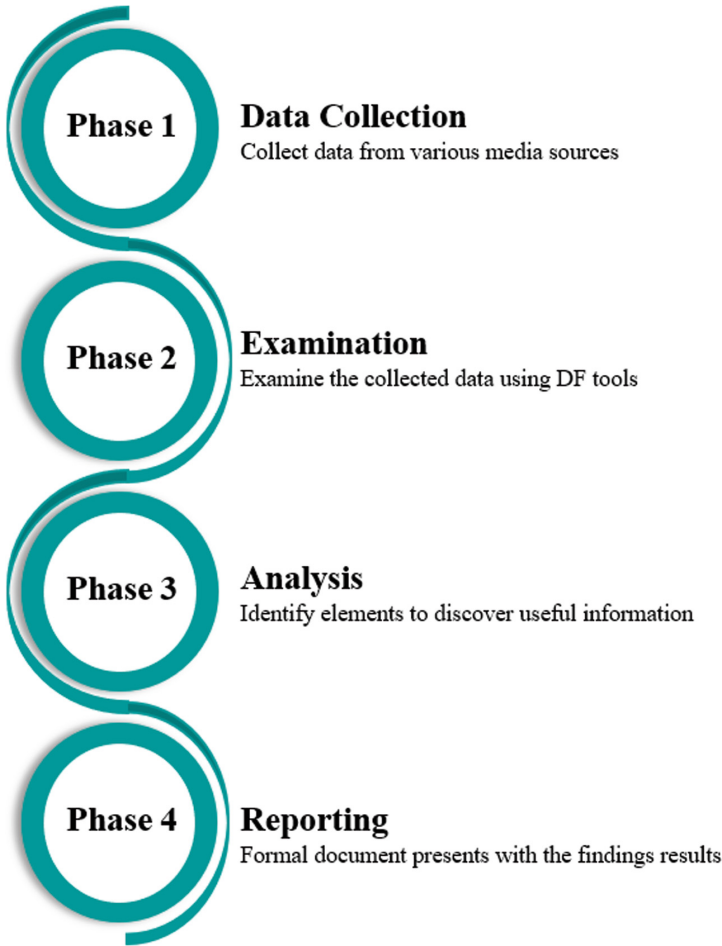 Phase 1
Data Collection
Collect data from various media sources
Phase 2
Examination
Examine the collected data using DF tools
Phase 3
Analysis
Identify elements to discover useful information
Phase 4
Reporting
Formal document presents with the findings results